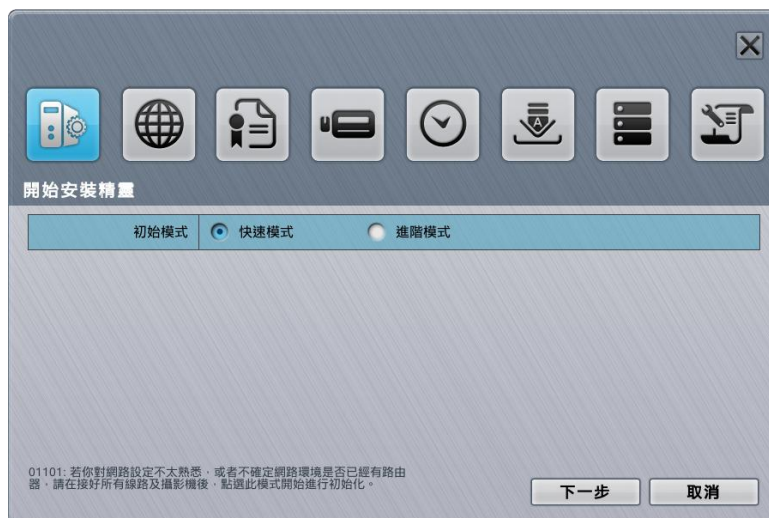 開始安裝精靈
初始模式 快速模式 進階模式
01101: 若你對網路設定不太熟悉，或者不確定網路環境是否已經有路由
器，請在接好所有線路及攝影機後，點選此模式開始進行初始化。
下一步 取消